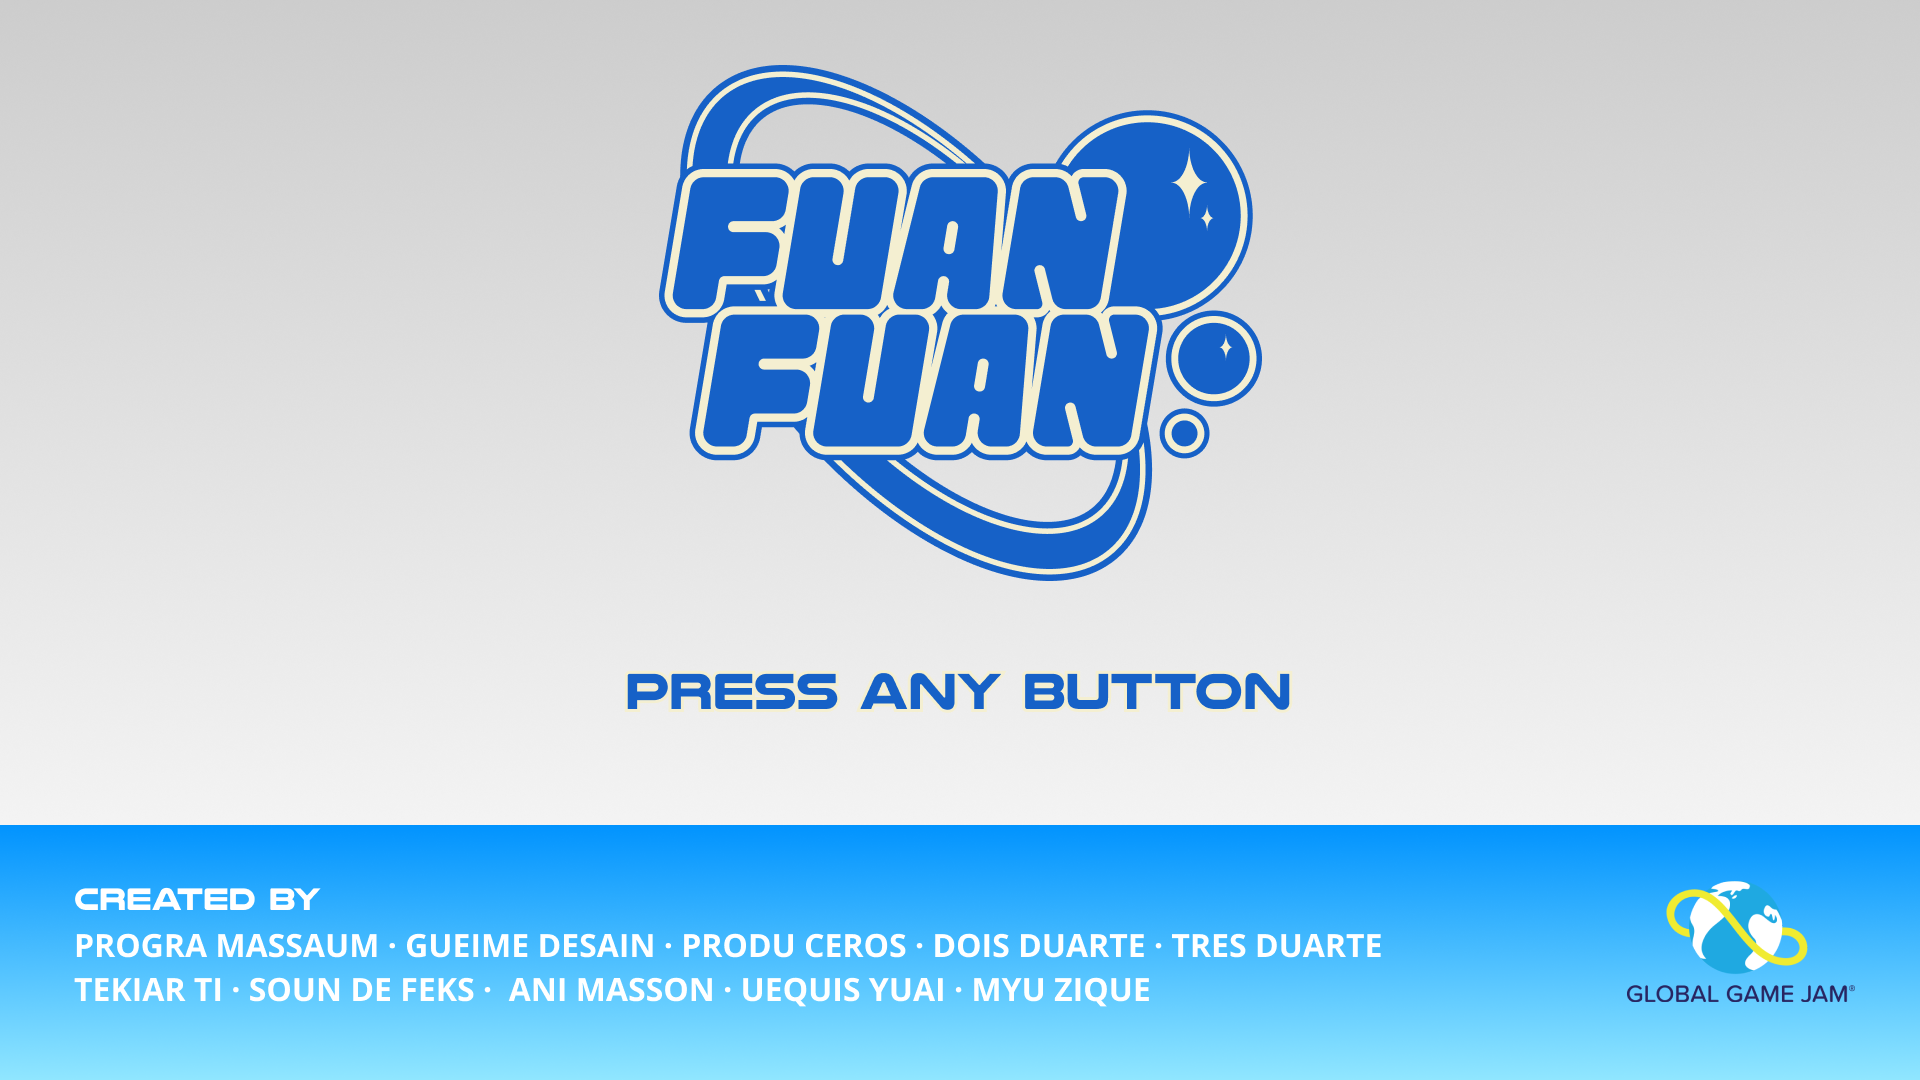 FUAN
FUAN
PRESS ANY BUTTON
CREATED BY
PROGRA MASSAUM · GUEIME DESAIN · PRODU CEROS · DOIS DUARTE · TRES DUARTE
TEKIAR TI · SOUN DE FEKS ·  ANI MASSON · UEQUIS YUAI · MYU ZIQUE
GLOBAL GAME JAM®